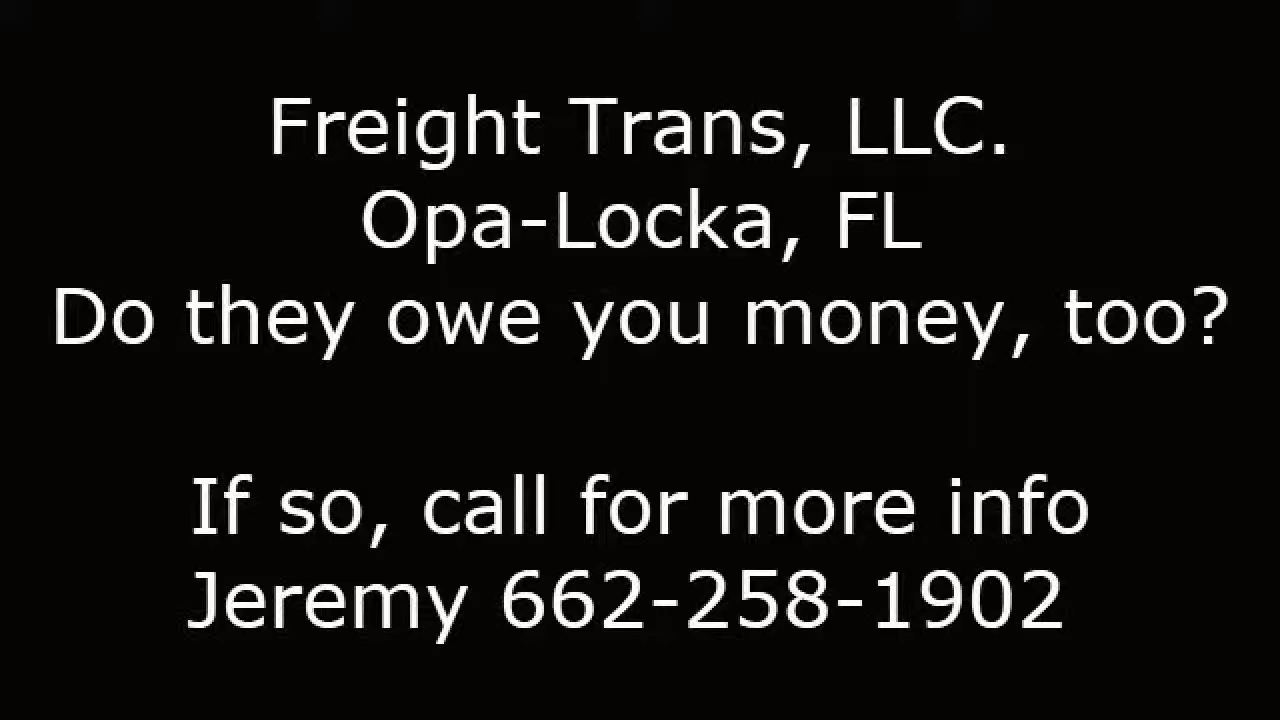 Freight Trans, LLC.
Opa-Locka, FL
Do they owe you money, too?
If so, call for more info
Jeremy 662-258-1902